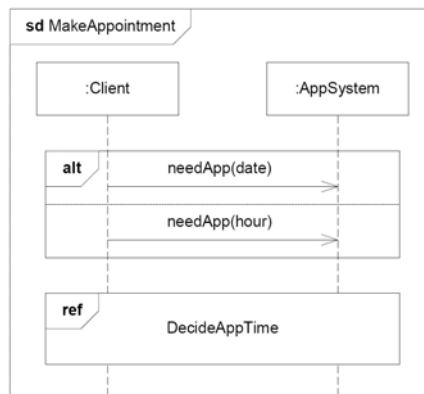 sd MakeAppointment
:Client
:AppSystem
alt
needApp(date)
needApp(hour)
ref
DecideAppTime